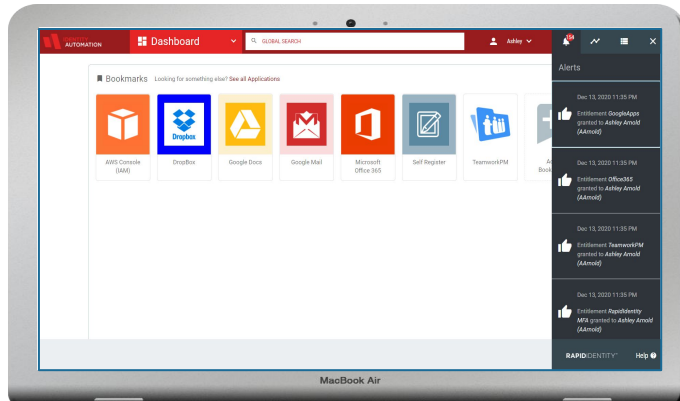 IDENTITY
AUTOMATION
Dashboard
GLOBAL SEARCH
Ashley
154
Alerts
Bookmarks Looking for something else? See all Applications
Dropbox
AWS Console
(IAM)
DropBox
Google Docs
Google Mail
Microsoft
Office 365
Self Register
TeamworkPM
Book
Dec 13, 2020 11:35 PM
Entitlement GoogleApps
granted to Ashley Arnold
(AArnold)
Dec 13, 2020 11:35 PM
Entitlement Office365
granted to Ashley Arnold
(AArnold)
Dec 13, 2020 11:35 PM
Entitlement TeamworkPM
granted to Ashley Arnold
(AArnold)
Dec 13, 2020 11:35 PM
Entitlement RapidIdentity
MFA granted to Ashley Arnold
(AArnold)
RAPIDIDENTITY™ Help
MacBook Air